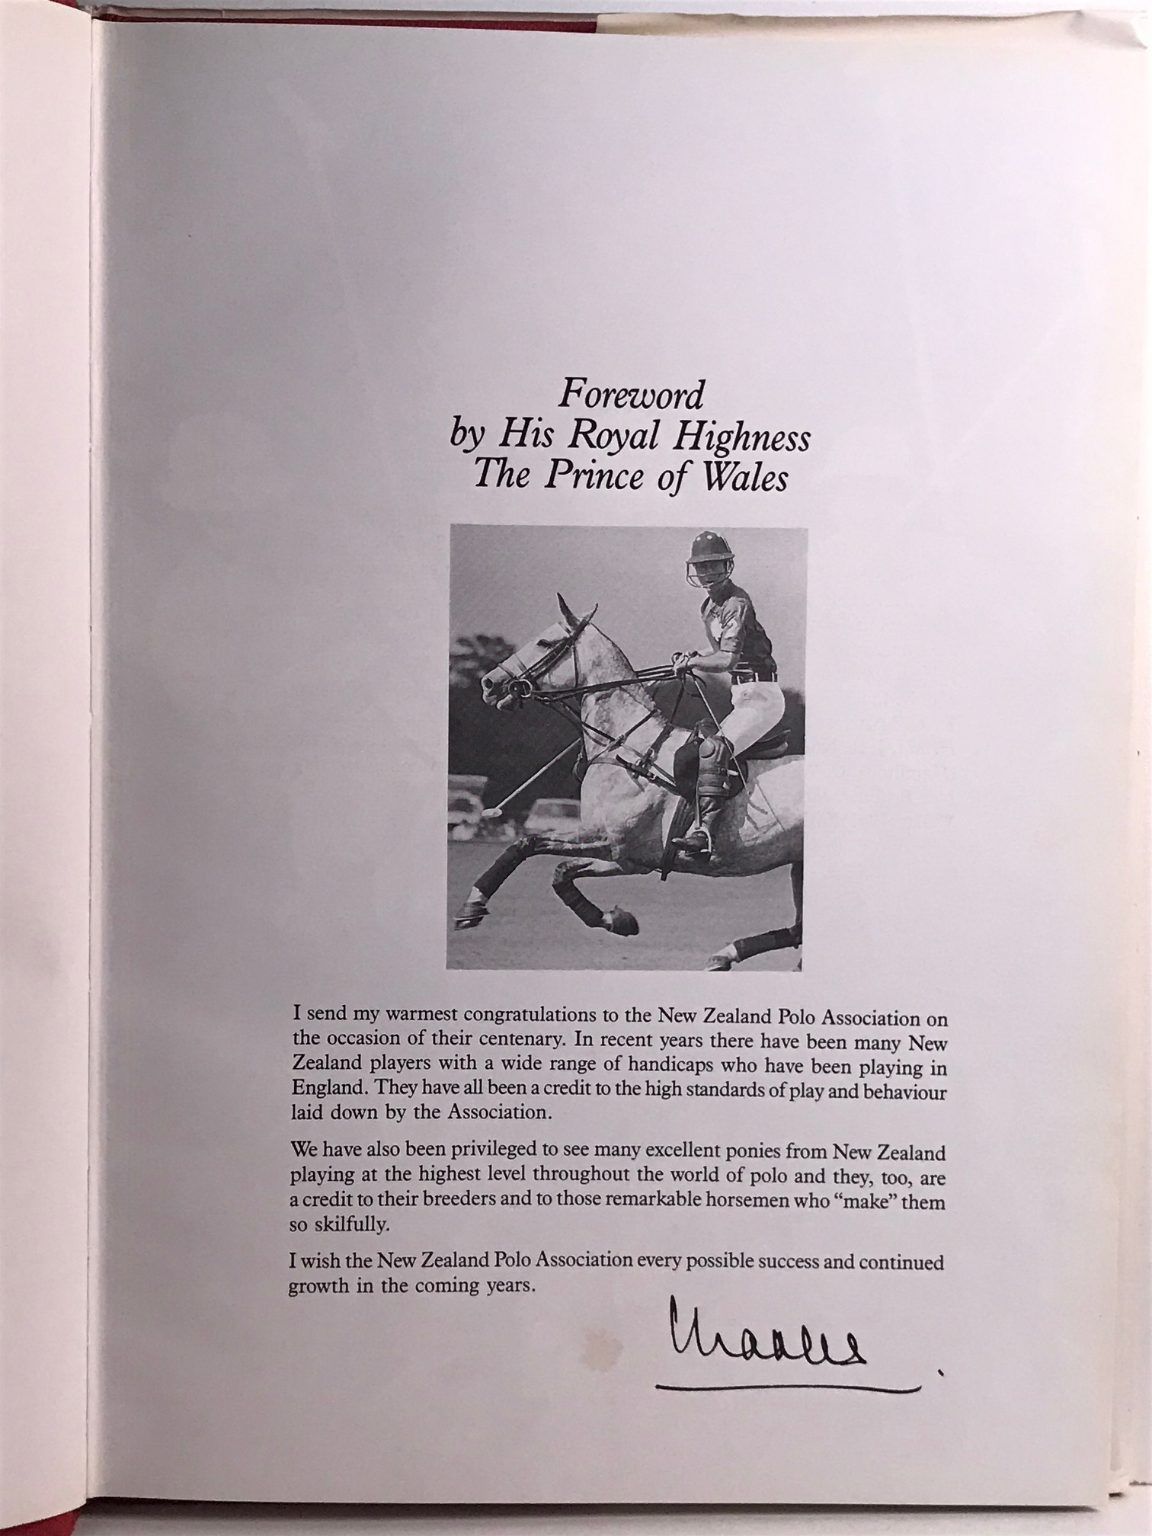 Foreword
by His Royal Highness
The Prince of Wales
I send my warmest congratulations to the New Zealand Polo Association on
the occasion of their centenary. In recent years there have been many New
Zealand players with a wide range of handicaps who have been playing in
England. They have all been a credit to the high standards of play and behaviour
laid down by the Association.
We have also been privileged to see many excellent ponies from New Zealand
playing at the highest level throughout the world of polo and they, too, are
a credit to their breeders and to those remarkable horsemen who “make” them
so skilfully.
I wish the New Zealand Polo Association every possible success and continued
growth in the coming years.
Charles